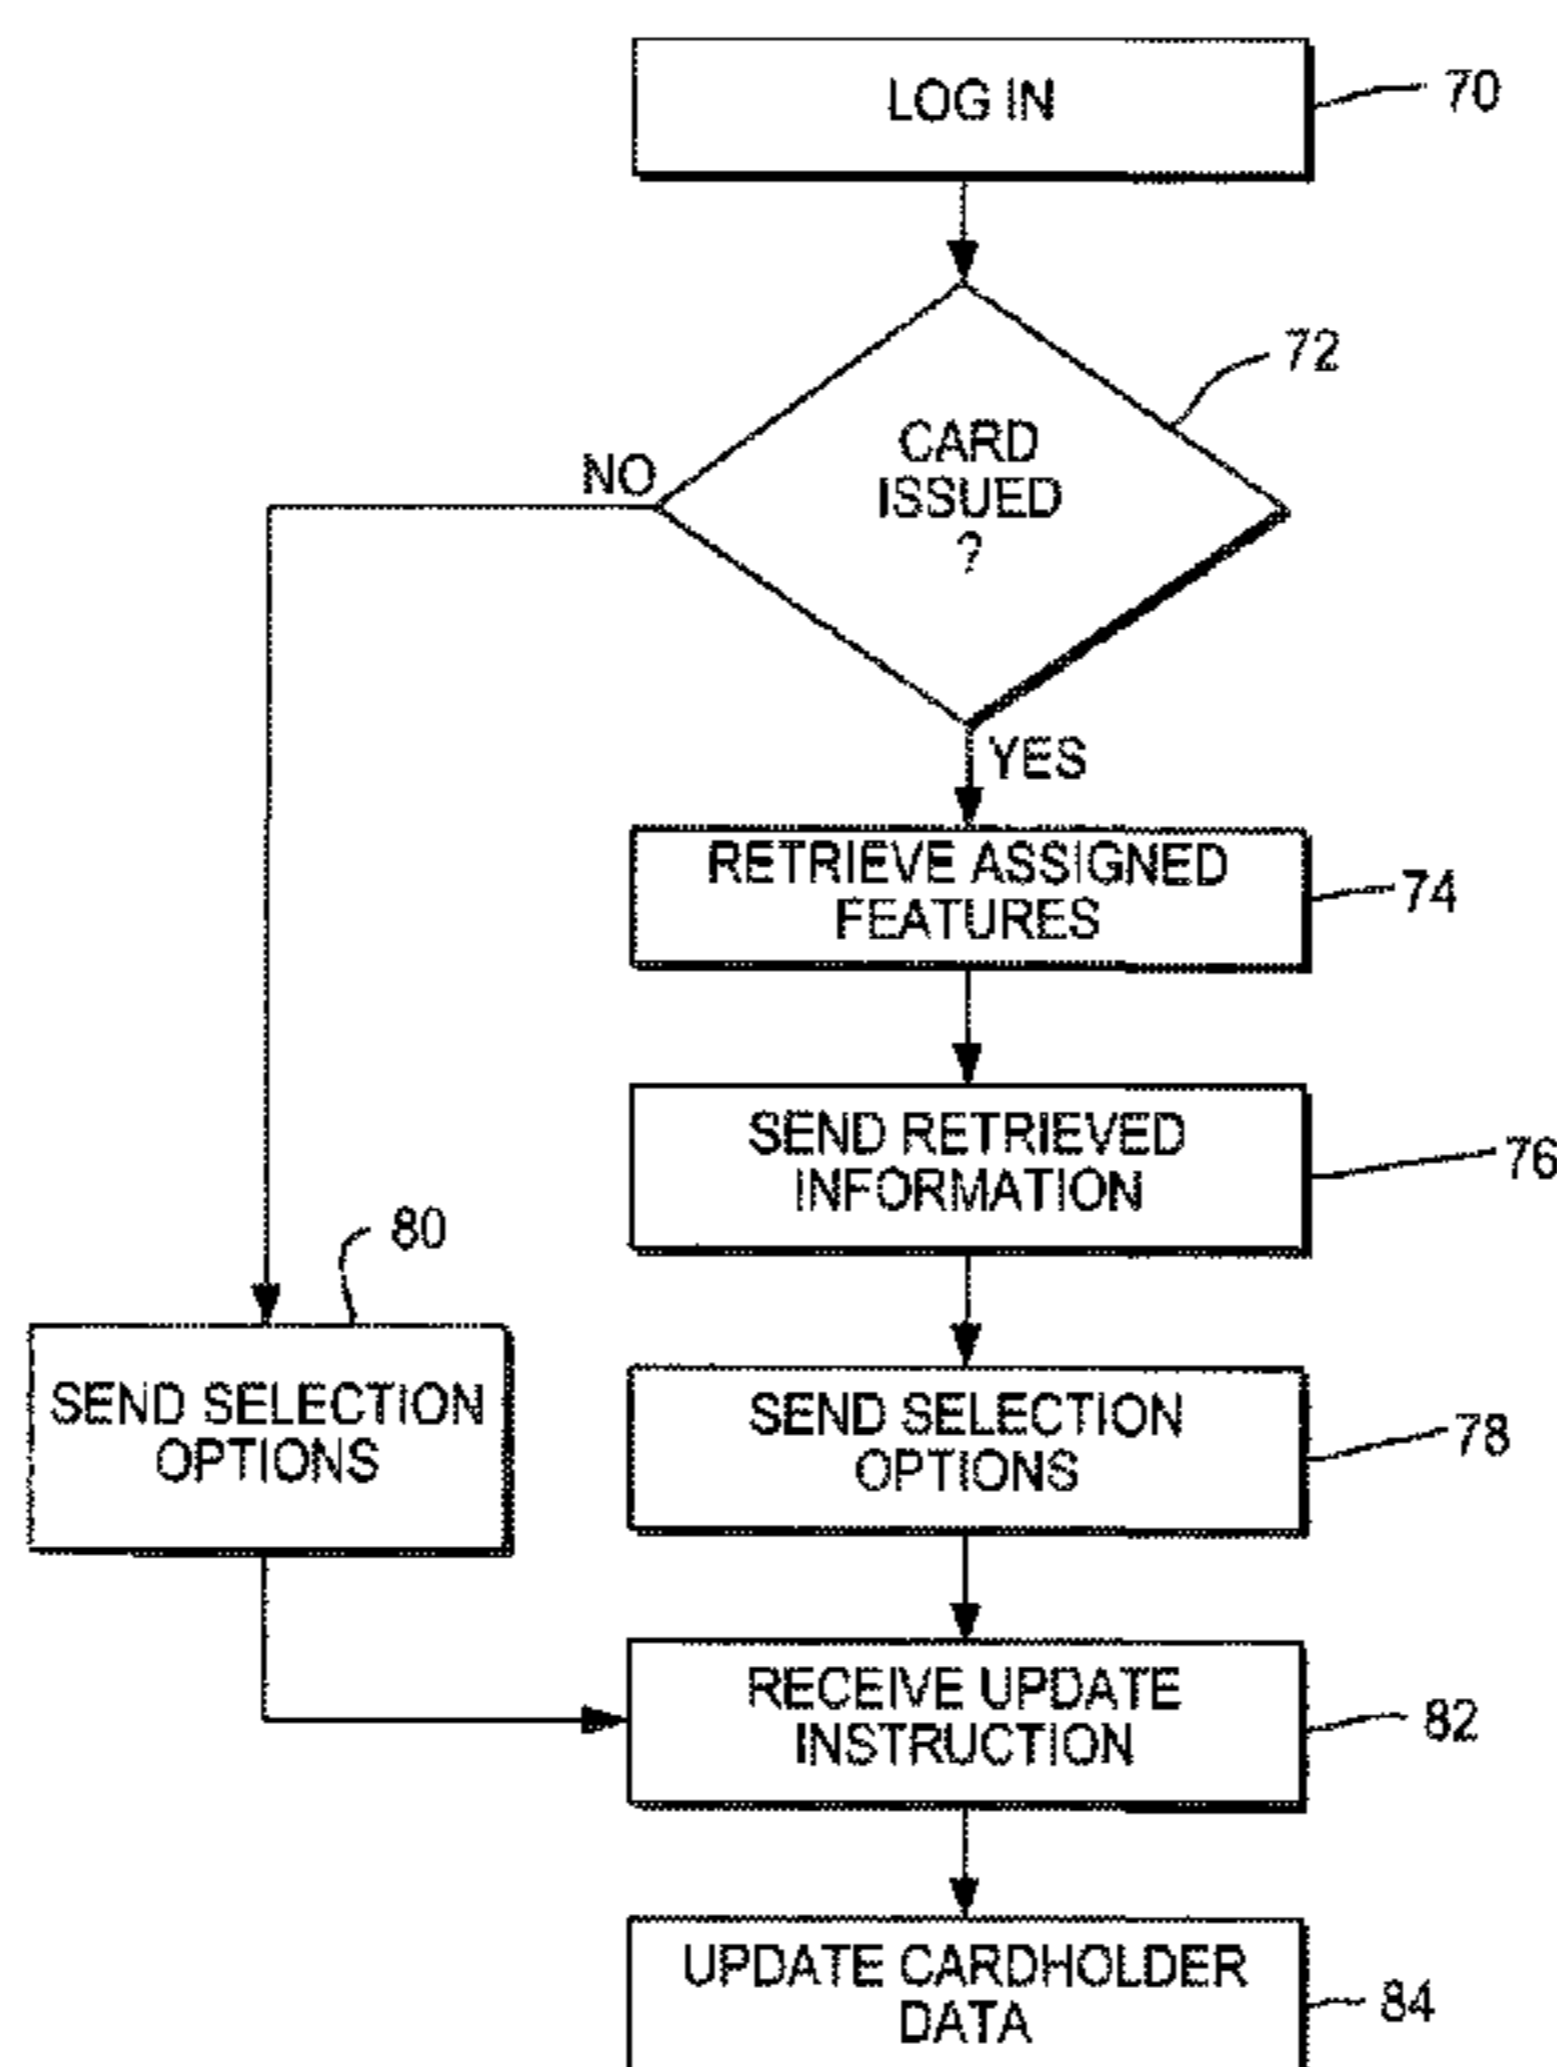 LOG IN
70
72
CARD
ISSUED
?
NO
YES
RETRIEVE ASSIGNED
FEATURES
74
SEND RETRIEVED
INFORMATION
76
80
SEND SELECTION
OPTIONS
SEND SELECTION
OPTIONS
78
RECEIVE UPDATE
INSTRUCTION
82
UPDATE CARDHOLDER
DATA
84